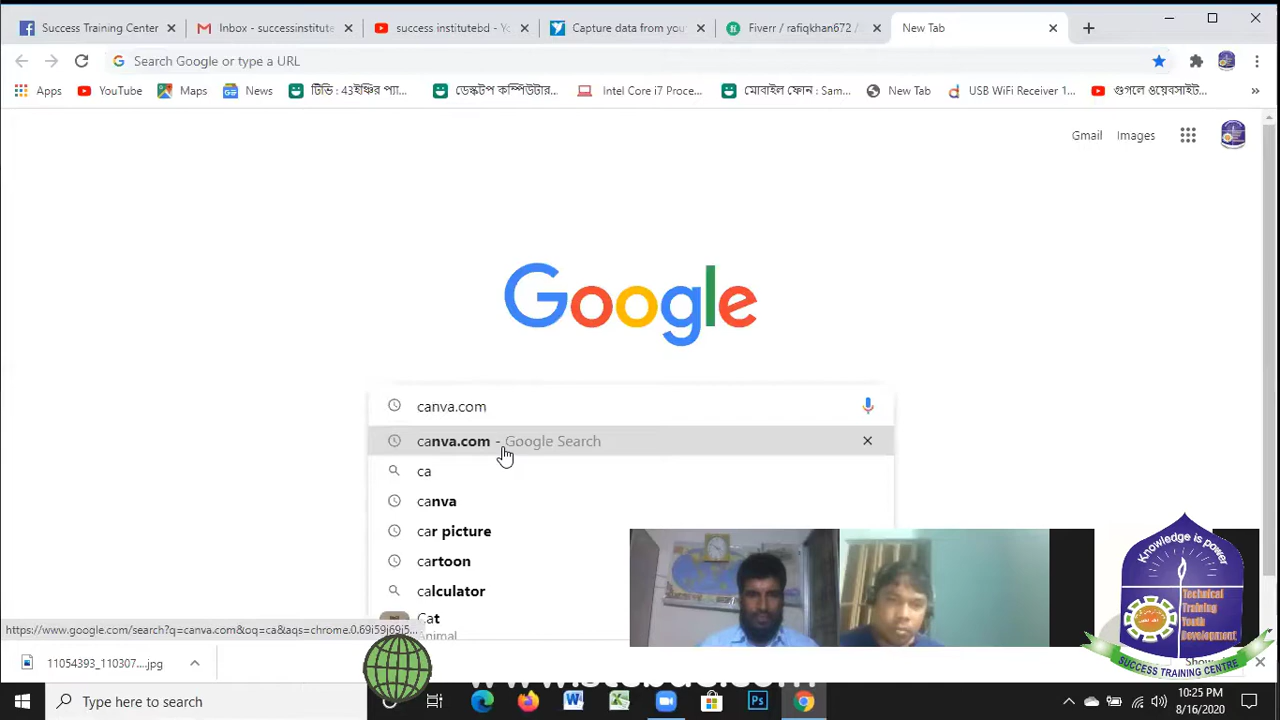 Success Training Center
Inbox - successinstitute
success institutebd - Yo
Capture data from you
Fiverr / rafiqkhan672 /
New Tab
Search Google or type a URL
Apps
YouTube
Maps
News
টিভি : 43ইঞ্চির প্যা...
ডেস্কটপ কম্পিউটার...
Intel Core i7 Proce...
মোবাইল ফোন : Sam...
New Tab
USB WiFi Receiver 1...
গুগলে ওয়েবসাইট...
»
Gmail Images
Google
canva.com
canva.com - Google Search
ca
canva
car picture
cartoon
calculator
Cat
Animal
https://www.google.com/search?q=canva.com&oq=ca&aqs=chrome.0.69i59j69i5...
11054393_110307....jpg
Knowledge is power
Technical
Training
Youth
Development
SUCCESS TRAINING CENTRE
Type here to search
10:25 PM
8/16/2020